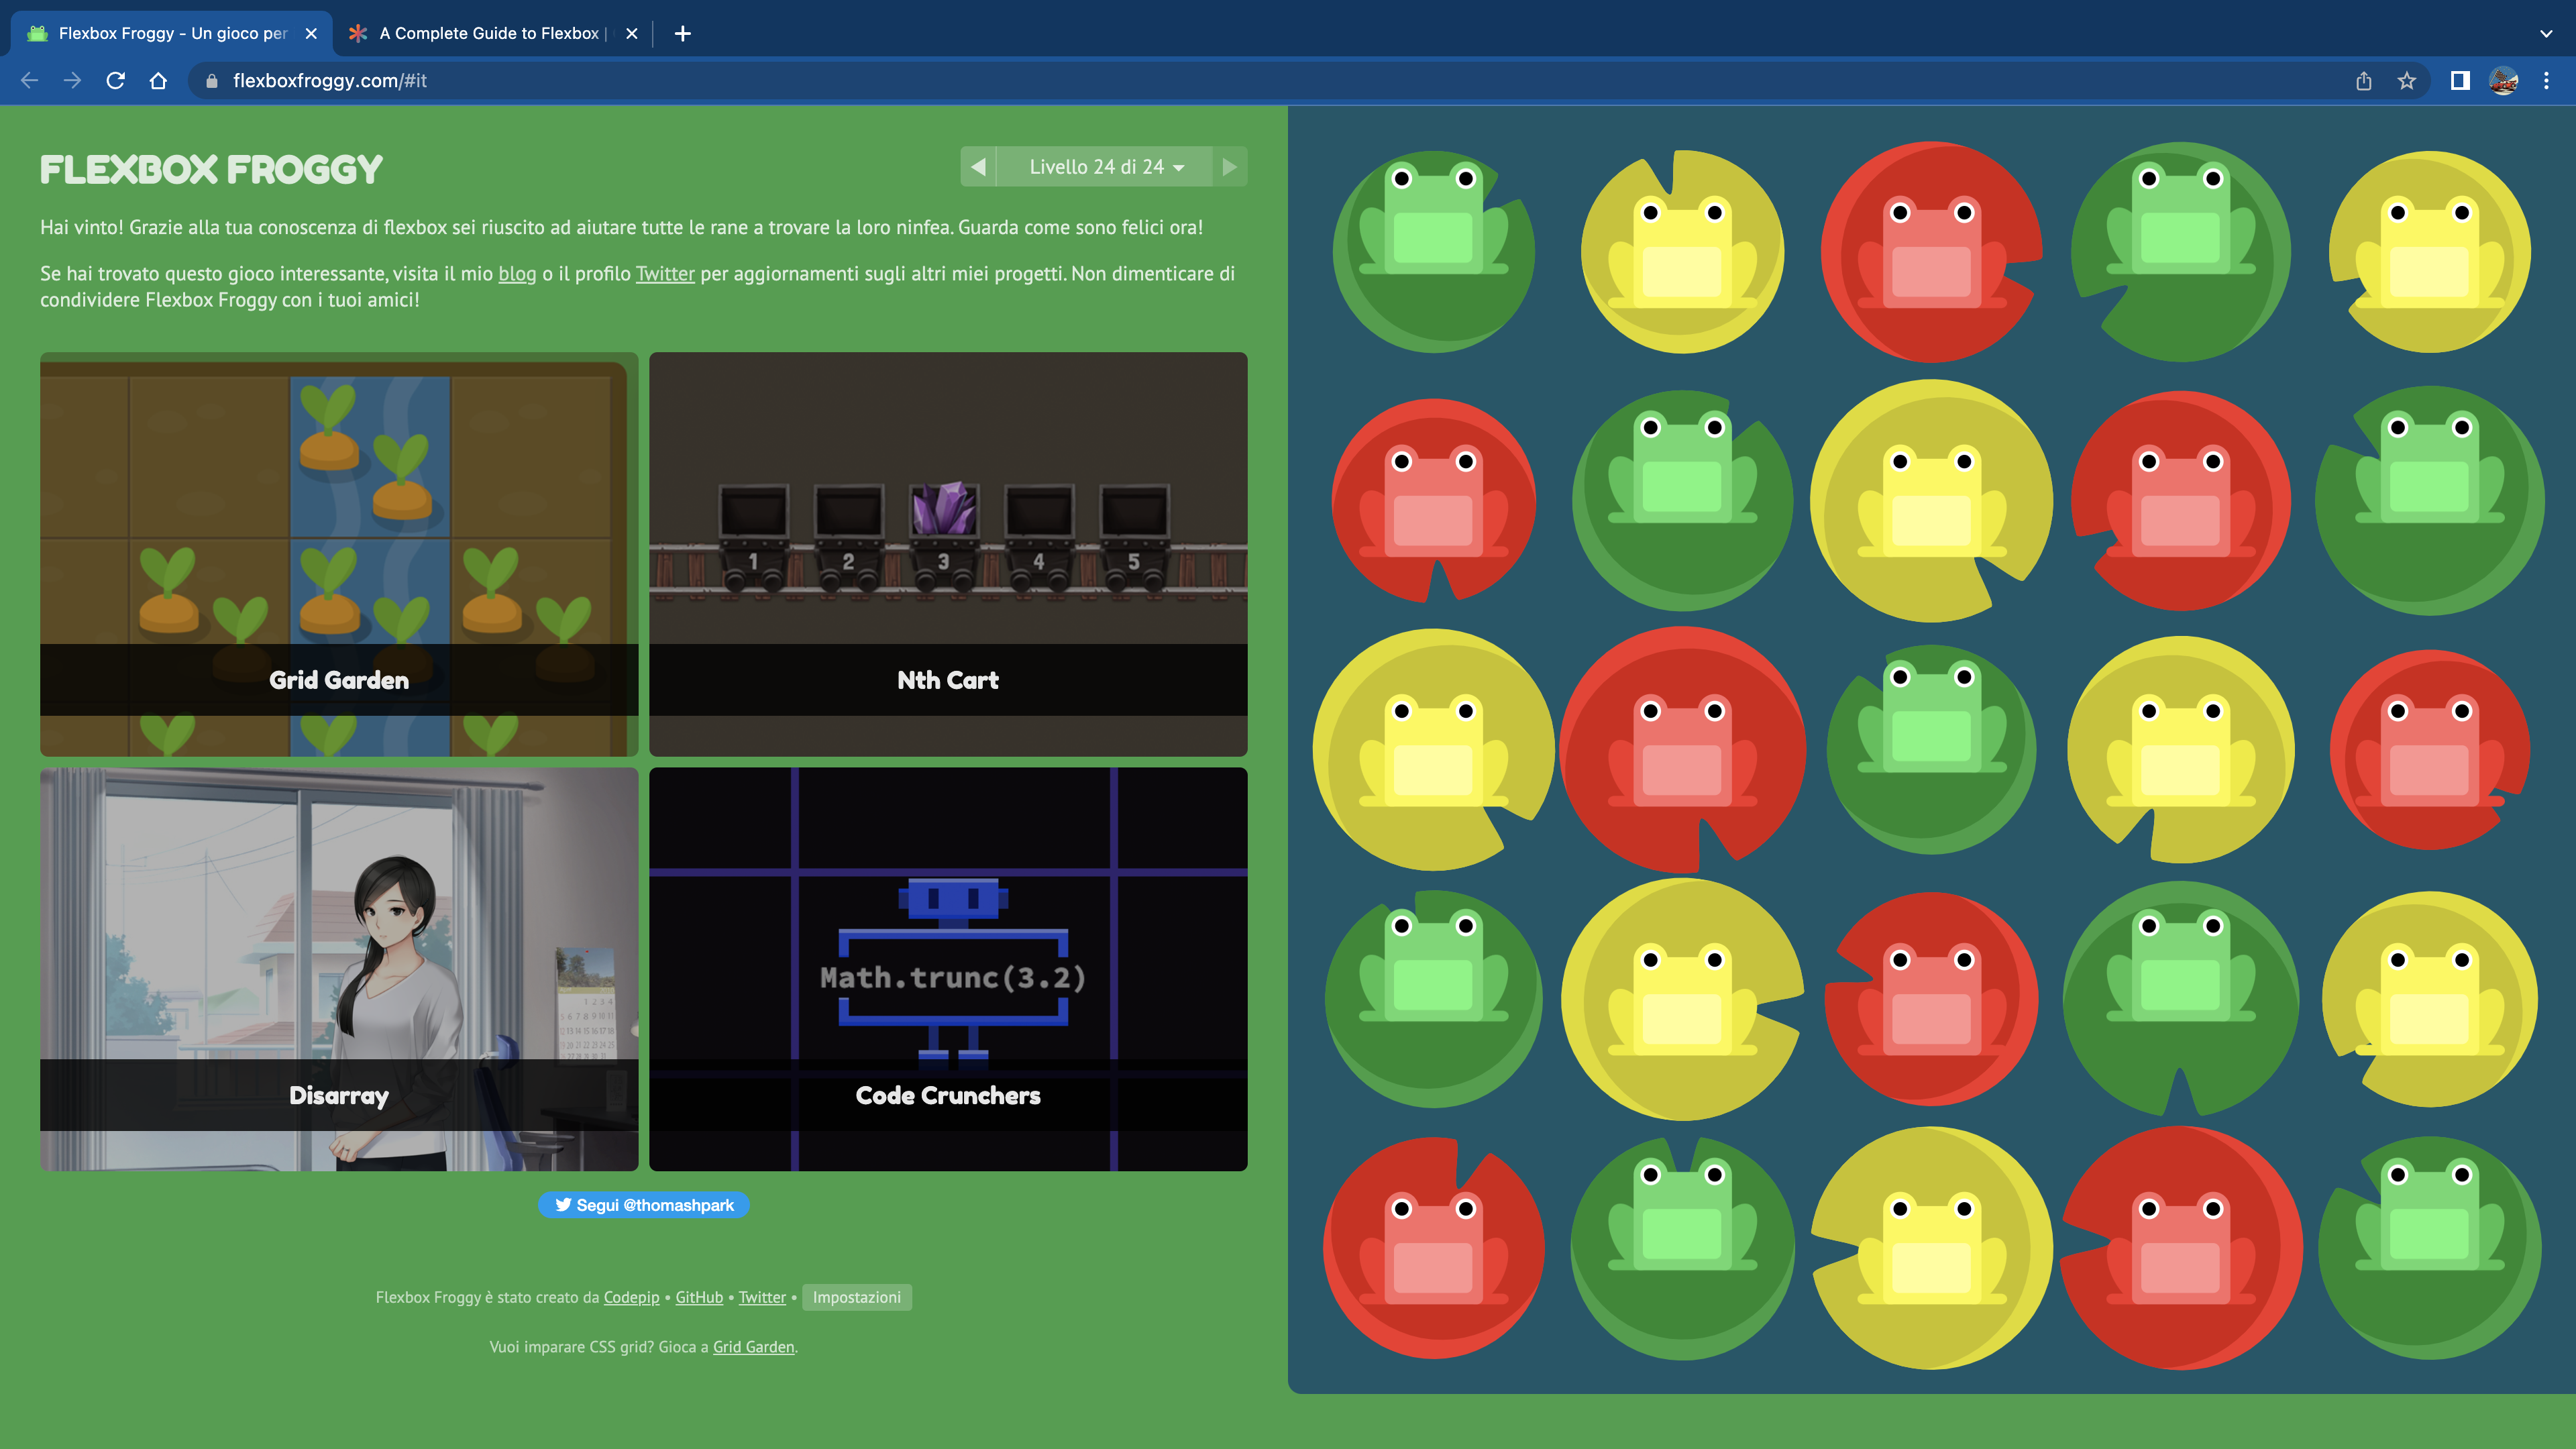 Flexbox Froggy - Un gioco per
A Complete Guide to Flexbox |
flexboxfroggy.com/#it
FLEXBOX FROGGY
Livello 24 di 24
Hai vinto! Grazie alla tua conoscenza di flexbox sei riuscito ad aiutare tutte le rane a trovare la loro ninfea. Guarda come sono felici ora!
Se hai trovato questo gioco interessante, visita il mio blog o il profilo Twitter per aggiornamenti sugli altri miei progetti. Non dimenticare di
condividere Flexbox Froggy con i tuoi amici!
1 2 3 4 5
Grid Garden
Nth Cart
Math.trunc(3.2)
Disarray
Code Crunchers
Segui @thomashpark
Flexbox Froggy è stato creato da Codepip • GitHub • Twitter • Impostazioni
Vuoi imparare CSS grid? Gioca a Grid Garden.